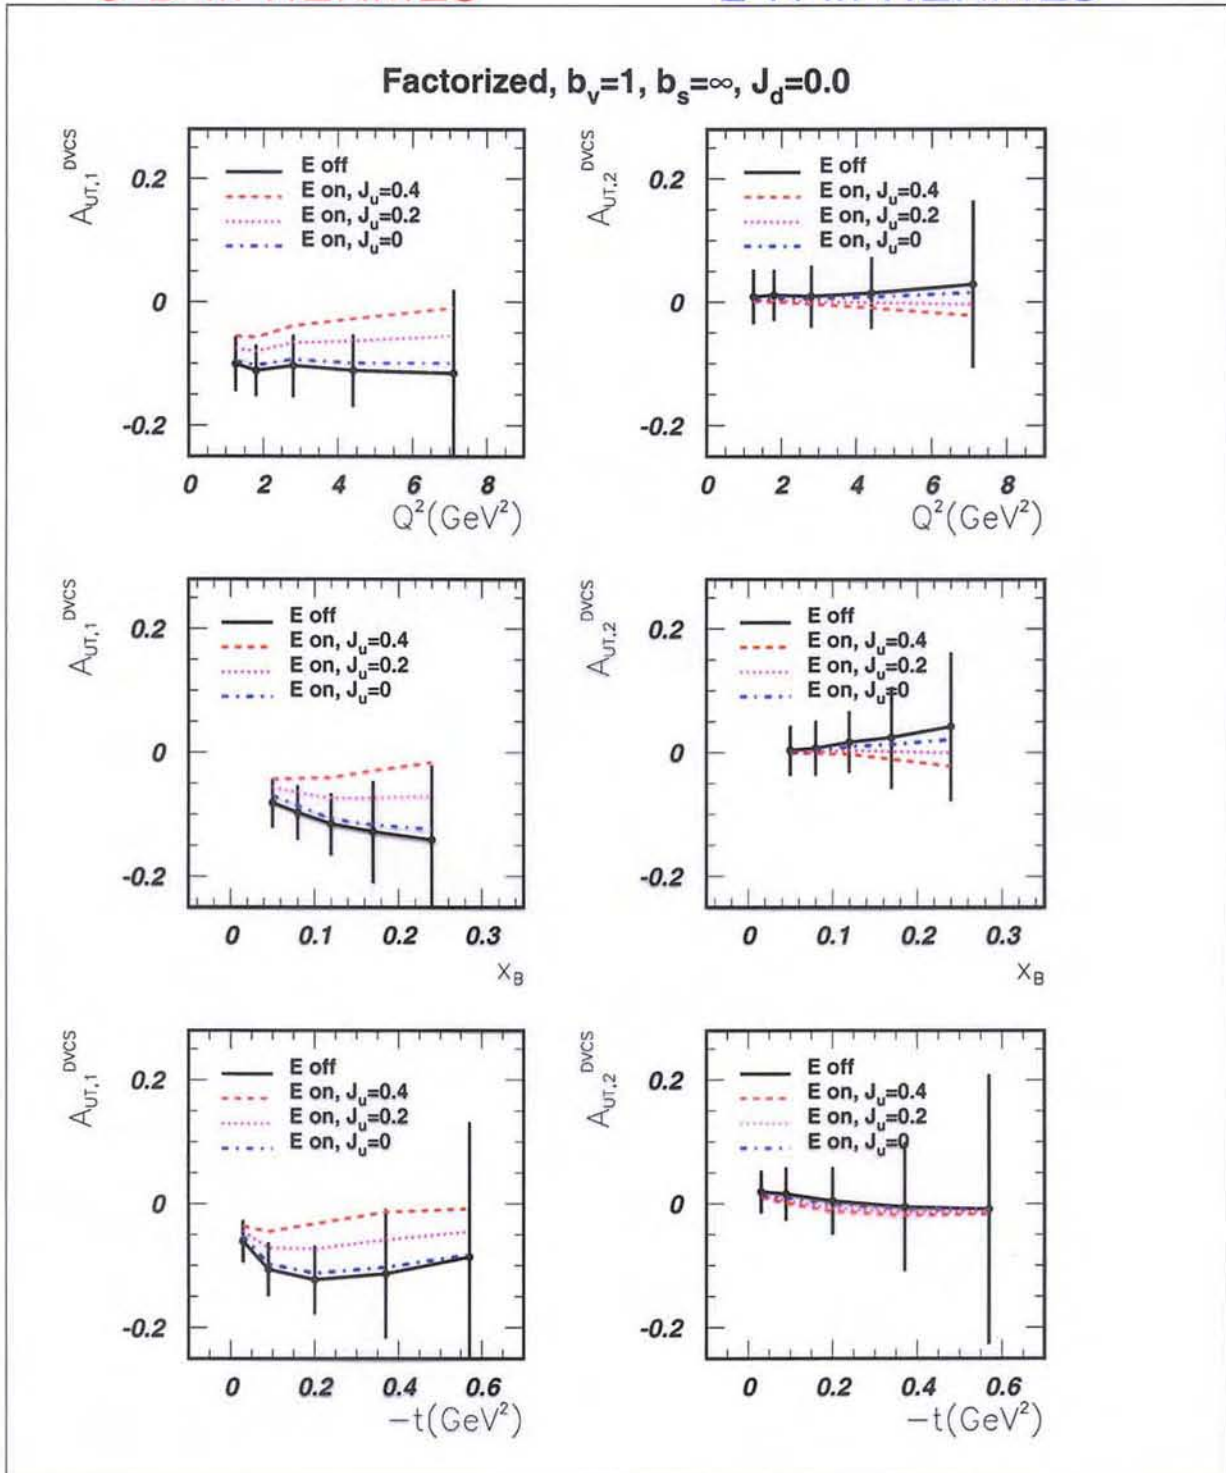 Factorized, b_v=1, b_s=∞, J_d=0.0
A_UT,1^DVCS
0.2
0
-0.2
E off
E on, J_u=0.4
E on, J_u=0.2
E on, J_u=0
0 2 4 6 8
Q²(GeV²)
A_UT,2^DVCS
0.2
0
-0.2
E off
E on, J_u=0.4
E on, J_u=0.2
E on, J_u=0
0 2 4 6 8
Q²(GeV²)
A_UT,1^DVCS
0.2
0
-0.2
E off
E on, J_u=0.4
E on, J_u=0.2
E on, J_u=0
0 0.1 0.2 0.3
x_B
A_UT,2^DVCS
0.2
0
-0.2
E off
E on, J_u=0.4
E on, J_u=0.2
E on, J_u=0
0 0.1 0.2 0.3
x_B
A_UT,1^DVCS
0.2
0
-0.2
E off
E on, J_u=0.4
E on, J_u=0.2
E on, J_u=0
0 0.2 0.4 0.6
-t(GeV²)
A_UT,2^DVCS
0.2
0
-0.2
E off
E on, J_u=0.4
E on, J_u=0.2
E on, J_u=0
0 0.2 0.4 0.6
-t(GeV²)